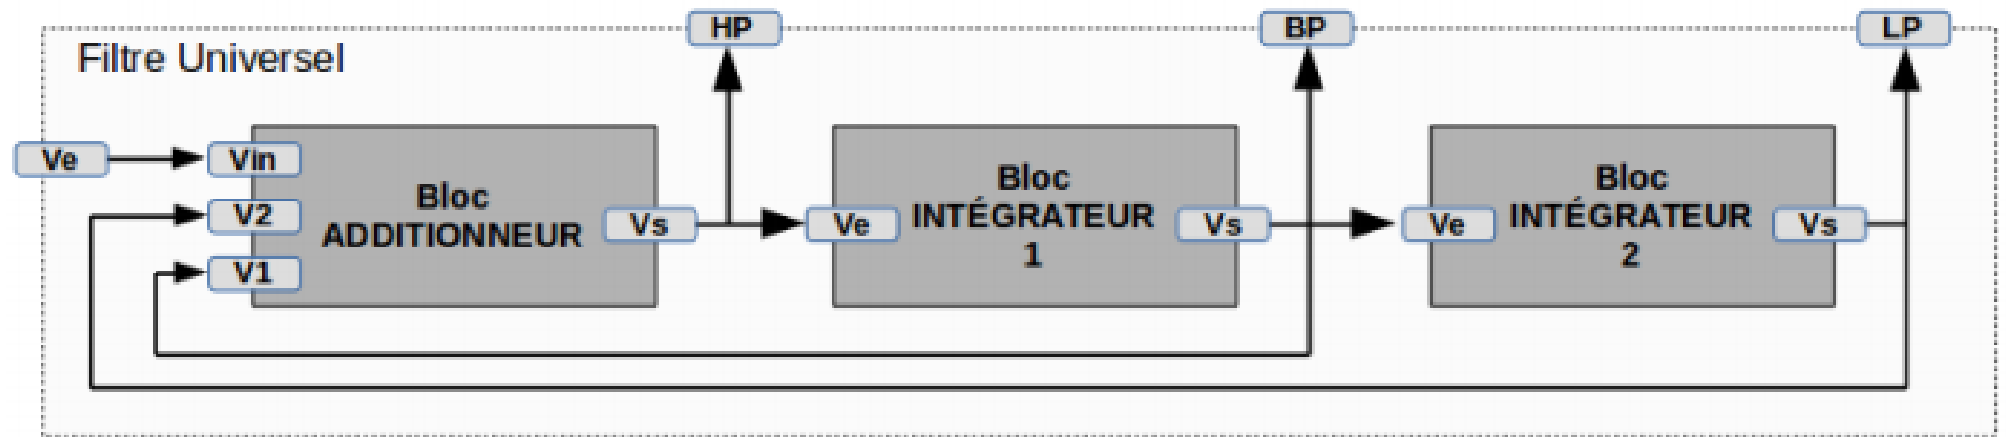 HP
BP
LP
Filtre Universel
Ve
Vin
V2
V1
Bloc
ADDITIONNEUR
Vs
Ve
Bloc
INTÉGRATEUR
1
Vs
Ve
Bloc
INTÉGRATEUR
2
Vs